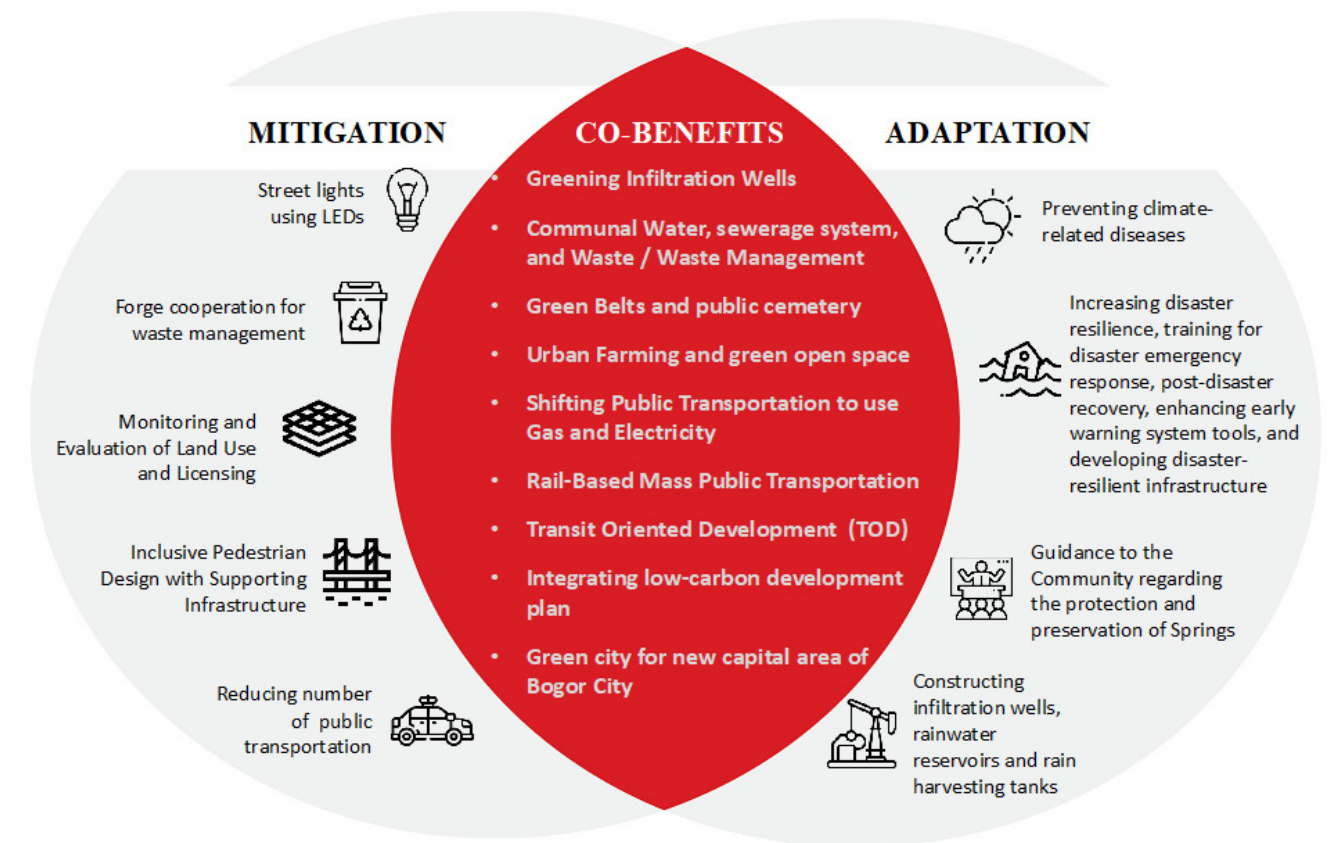 MITIGATION
Street lights
using LEDs
Forge cooperation for
waste management
Monitoring and
Evaluation of Land Use
and Licensing
Inclusive Pedestrian
Design with Supporting
Infrastructure
Reducing number
of public
transportation
CO-BENEFITS
• Greening Infiltration Wells
• Communal Water, sewerage system,
and Waste / Waste Management
• Green Belts and public cemetery
• Urban Farming and green open space
• Shifting Public Transportation to use
Gas and Electricity
• Rail-Based Mass Public Transportation
• Transit Oriented Development (TOD)
• Integrating low-carbon development
plan
• Green city for new capital area of
Bogor City
ADAPTATION
Preventing climate-
related diseases
Increasing disaster
resilience, training for
disaster emergency
response, post-disaster
recovery, enhancing early
warning system tools, and
developing disaster-
resilient infrastructure
Guidance to the
Community regarding
the protection and
preservation of Springs
Constructing
infiltration wells,
rainwater
reservoirs and rain
harvesting tanks